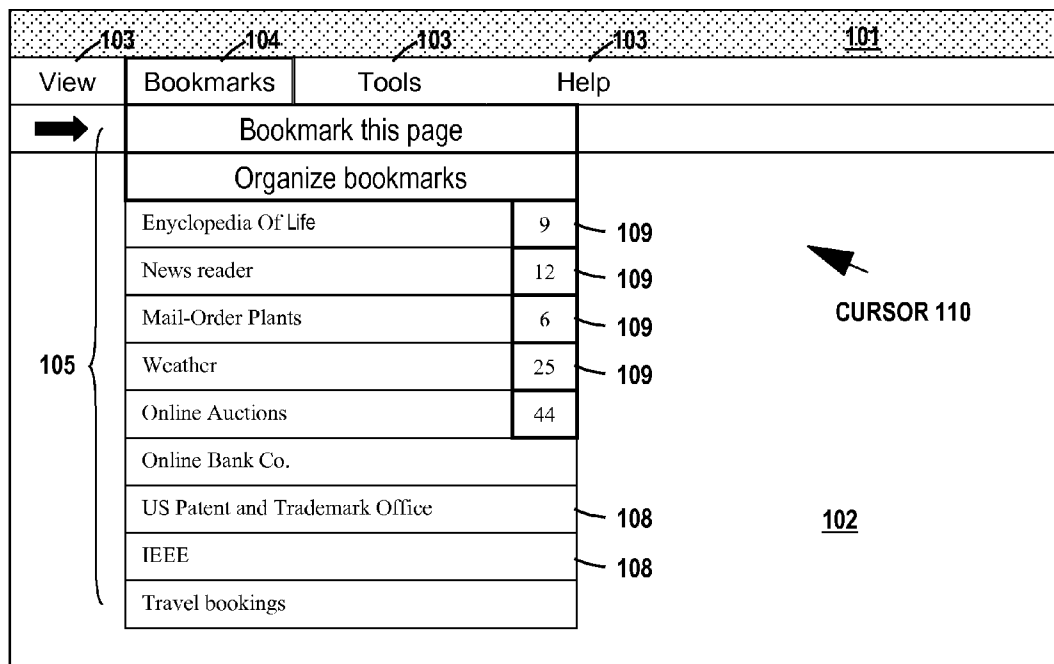 103 104 103 103 101
View Bookmarks Tools Help
Bookmark this page
Organize bookmarks
Enyclopedia Of Life 9 109
News reader 12 109
Mail-Order Plants 6 109
CURSOR 110
105 Weather 25 109
Online Auctions 44
Online Bank Co.
US Patent and Trademark Office 108 102
IEEE 108
Travel bookings